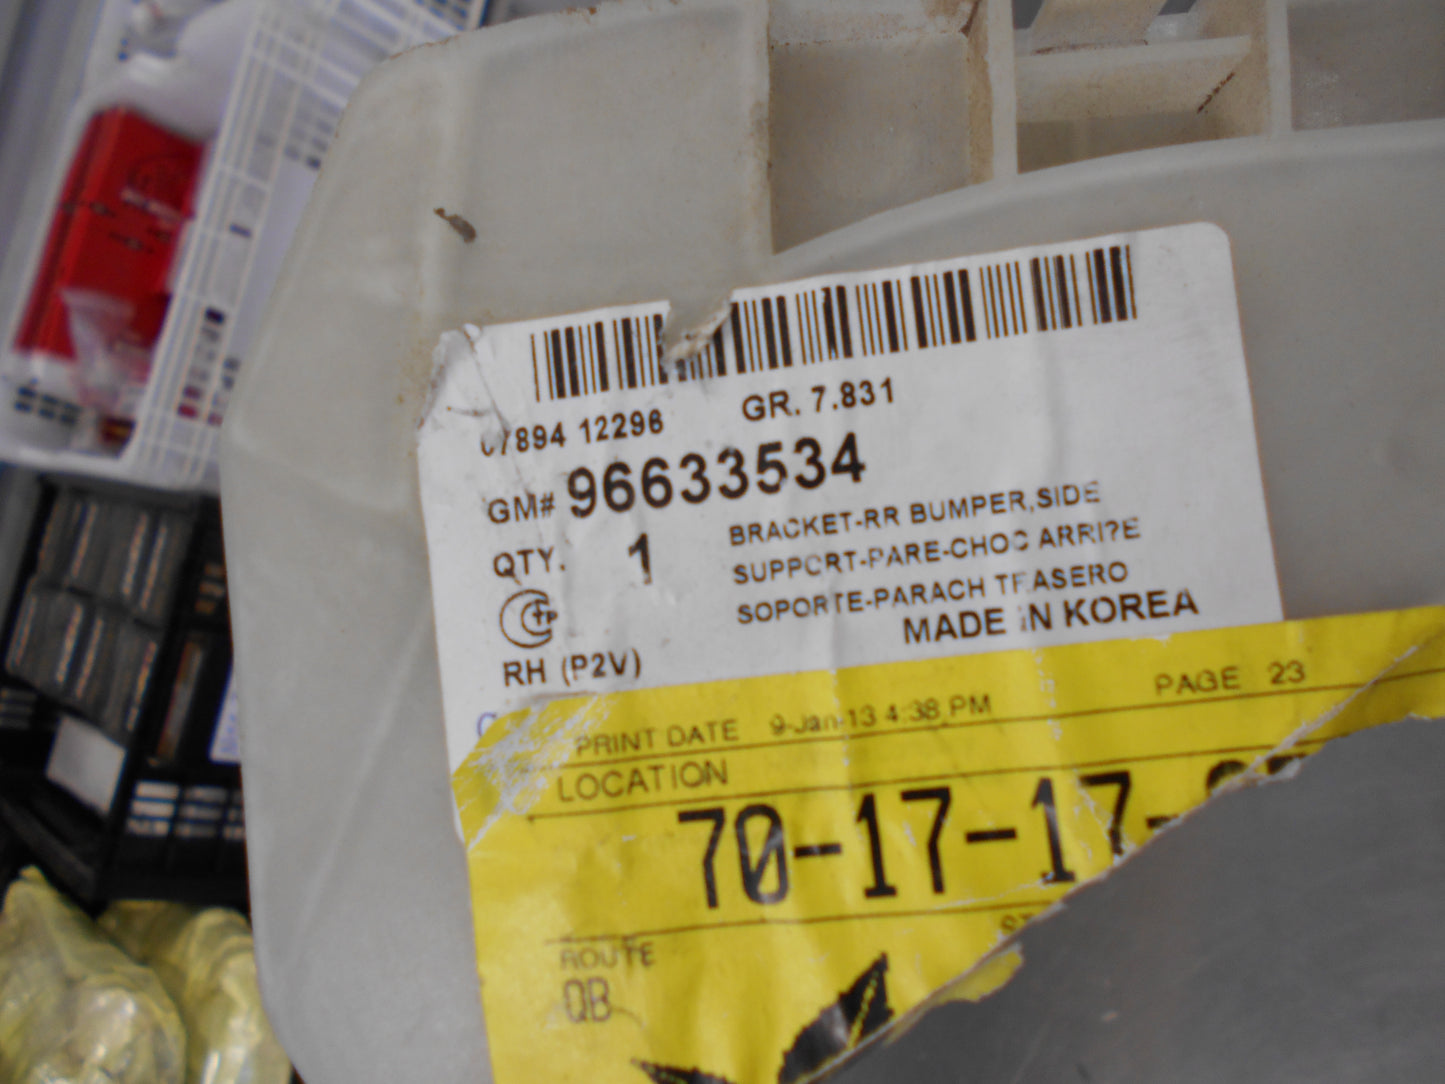 07894 12296 GR. 7.831
GM# 96633534
QTY. 1
BRACKET-RR BUMPER,SIDE
SUPPORT-PARE-CHOC ARRI?E
SOPORTE-PARACH TRASERO
MADE IN KOREA
RH (P2V)
PRINT DATE 9-Jan-13 4:38 PM PAGE 23
LOCATION
70-17-17-
ROUTE
QB